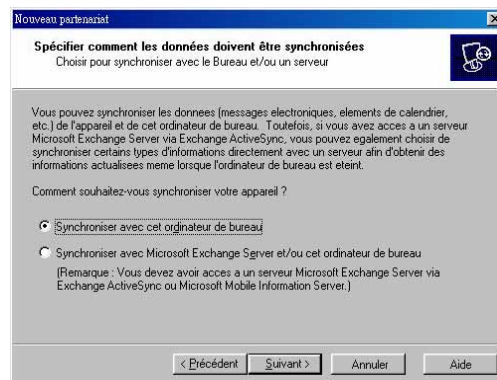 Nouveau partenariat
Spécifier comment les données doivent être synchronisées
Choisir pour synchroniser avec le Bureau et/ou un serveur
Vous pouvez synchroniser les donnees (messages electroniques, elements de calendrier,
etc.) de l'appareil et de cet ordinateur de bureau. Toutefois, si vous avez acces a un serveur
Microsoft Exchange Server via Exchange ActiveSync, vous pouvez egalement choisir de
synchroniser certains types d'informations directement avec un serveur afin d'obtenir des
informations actualisees meme lorsque l'ordinateur de bureau est eteint.
Comment souhaitez-vous synchroniser votre appareil ?
Synchroniser avec cet ordinateur de bureau
Synchroniser avec Microsoft Exchange Server et/ou cet ordinateur de bureau
(Remarque : Vous devez avoir acces a un serveur Microsoft Exchange Server via
Exchange ActiveSync ou Microsoft Mobile Information Server.)
< Précédent
Suivant >
Annuler
Aide